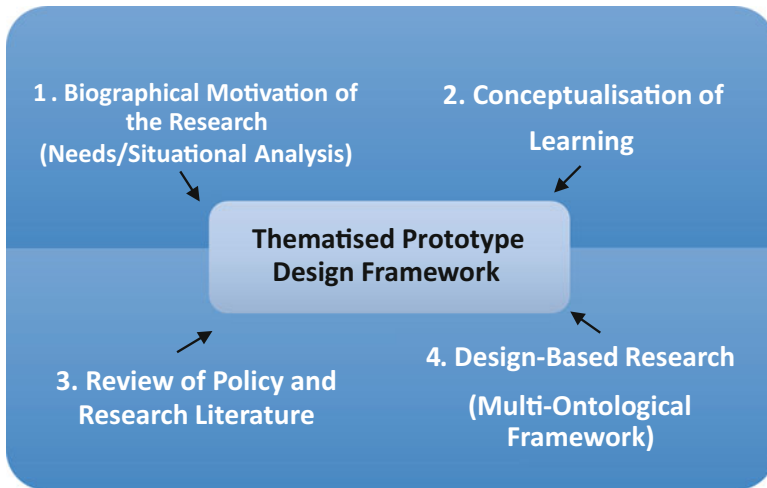 1 . Biographical Motivation of
the Research
(Needs/Situational Analysis)
2. Conceptualisation of
Learning
Thematised Prototype
Design Framework
3. Review of Policy and
Research Literature
4. Design-Based Research
(Multi-Ontological
Framework)